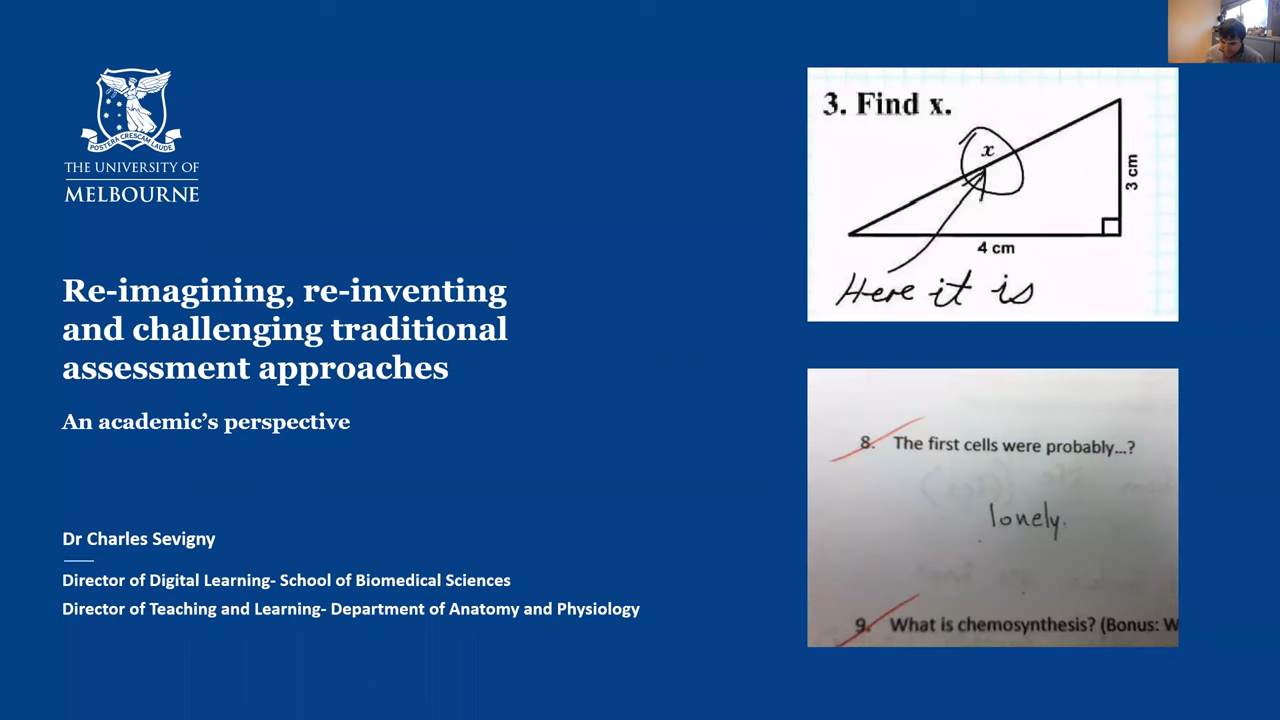 POSTERA CRESCAM LAUDE
THE UNIVERSITY OF
MELBOURNE
Re-imagining, re-inventing
and challenging traditional
assessment approaches
An academic's perspective
Dr Charles Sevigny
Director of Digital Learning- School of Biomedical Sciences
Director of Teaching and Learning- Department of Anatomy and Physiology
3. Find x.
x
3 cm
4 cm
Here it is
8. The first cells were probably...?
lonely.
9. What is chemosynthesis? (Bonus: W